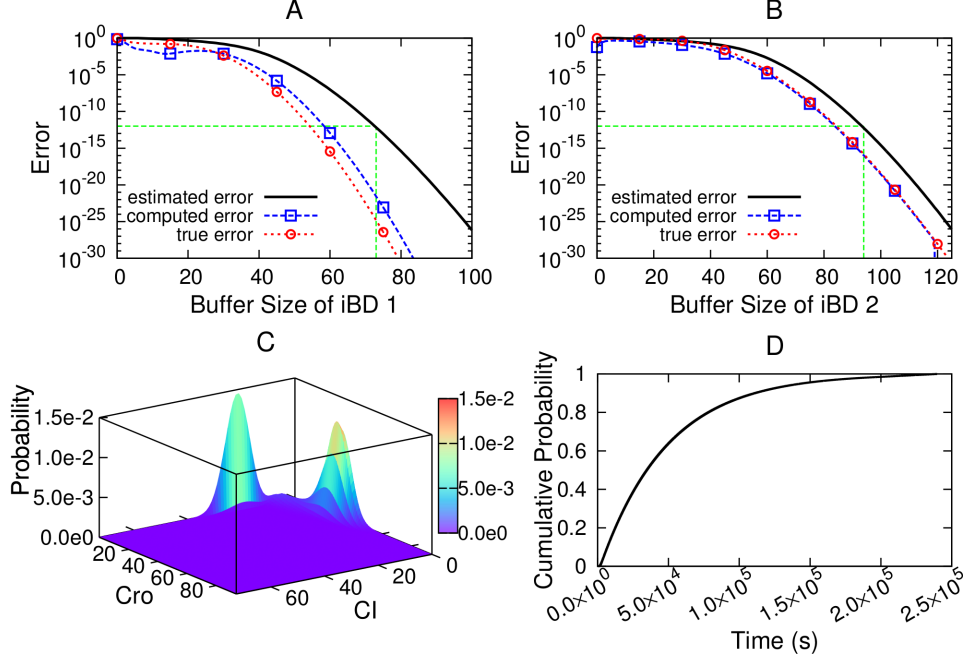 A
Error
10^0
10^-5
10^-10
10^-15
10^-20
10^-25
10^-30
estimated error
computed error
true error
0 20 40 60 80 100
Buffer Size of iBD 1
B
Error
10^0
10^-5
10^-10
10^-15
10^-20
10^-25
10^-30
estimated error
computed error
true error
0 20 40 60 80 100 120
Buffer Size of iBD 2
C
Probability
1.5e-2
1.0e-2
5.0e-3
0.0e0
20 40 60 80
Cro
60 40 20 0
CI
1.5e-2
1.0e-2
5.0e-3
0.0e0
D
Cumulative Probability
1
0.8
0.6
0.4
0.2
0
0.0×10^0 5.0×10^4 1.0×10^5 1.5×10^5 2.0×10^5 2.5×10^5
Time (s)